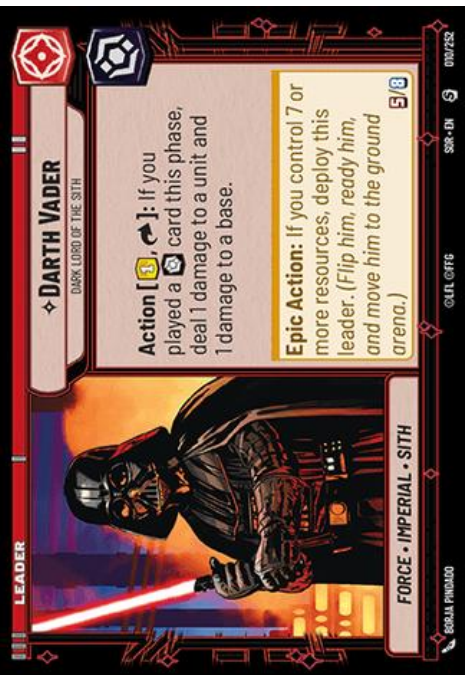 LEADER
DARTH VADER
DARK LORD OF THE SITH
Action [1 ]: If you
played a card this phase,
deal 1 damage to a unit and
1 damage to a base.
Epic Action: If you control 7 or
more resources, deploy this
leader. (Flip him, ready him,
and move him to the ground
arena.)
5/8
FORCE • IMPERIAL • SITH
BORJA PINDADO
©LFL ©FFG
SOR • EN
010/252